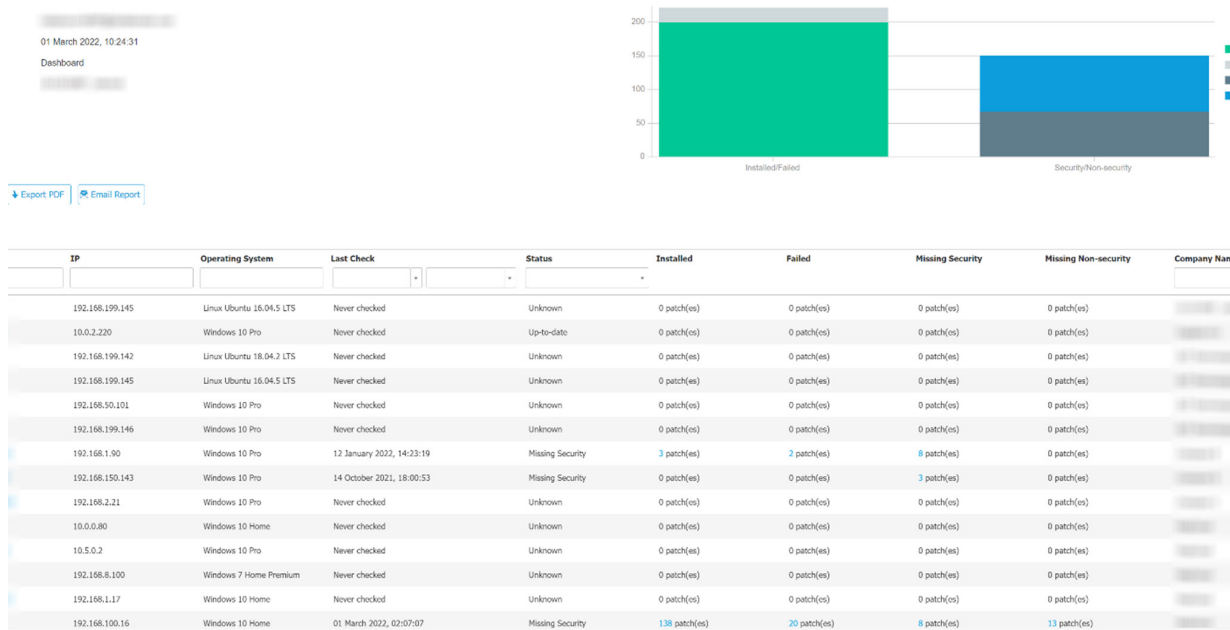 01 March 2022, 10:24:31
Dashboard
200
150
100
50
0
Installed/Failed Security/Non-security
Export PDF Email Report
IP Operating System Last Check Status Installed Failed Missing Security Missing Non-security Company Nam
192.168.199.145 Linux Ubuntu 16.04.5 LTS Never checked Unknown 0 patch(es) 0 patch(es) 0 patch(es) 0 patch(es)
10.0.2.220 Windows 10 Pro Never checked Up-to-date 0 patch(es) 0 patch(es) 0 patch(es) 0 patch(es)
192.168.199.142 Linux Ubuntu 18.04.2 LTS Never checked Unknown 0 patch(es) 0 patch(es) 0 patch(es) 0 patch(es)
192.168.199.145 Linux Ubuntu 16.04.5 LTS Never checked Unknown 0 patch(es) 0 patch(es) 0 patch(es) 0 patch(es)
192.168.50.101 Windows 10 Pro Never checked Unknown 0 patch(es) 0 patch(es) 0 patch(es) 0 patch(es)
192.168.199.146 Windows 10 Pro Never checked Unknown 0 patch(es) 0 patch(es) 0 patch(es) 0 patch(es)
192.168.1.90 Windows 10 Pro 12 January 2022, 14:23:19 Missing Security 3 patch(es) 2 patch(es) 8 patch(es) 0 patch(es)
192.168.150.143 Windows 10 Pro 14 October 2021, 18:00:53 Missing Security 0 patch(es) 0 patch(es) 3 patch(es) 0 patch(es)
192.168.2.21 Windows 10 Pro Never checked Unknown 0 patch(es) 0 patch(es) 0 patch(es) 0 patch(es)
10.0.0.80 Windows 10 Home Never checked Unknown 0 patch(es) 0 patch(es) 0 patch(es) 0 patch(es)
10.5.0.2 Windows 10 Pro Never checked Unknown 0 patch(es) 0 patch(es) 0 patch(es) 0 patch(es)
192.168.8.100 Windows 7 Home Premium Never checked Unknown 0 patch(es) 0 patch(es) 0 patch(es) 0 patch(es)
192.168.1.17 Windows 10 Home Never checked Unknown 0 patch(es) 0 patch(es) 0 patch(es) 0 patch(es)
192.168.100.16 Windows 10 Home 01 March 2022, 02:07:07 Missing Security 138 patch(es) 20 patch(es) 8 patch(es) 13 patch(es)